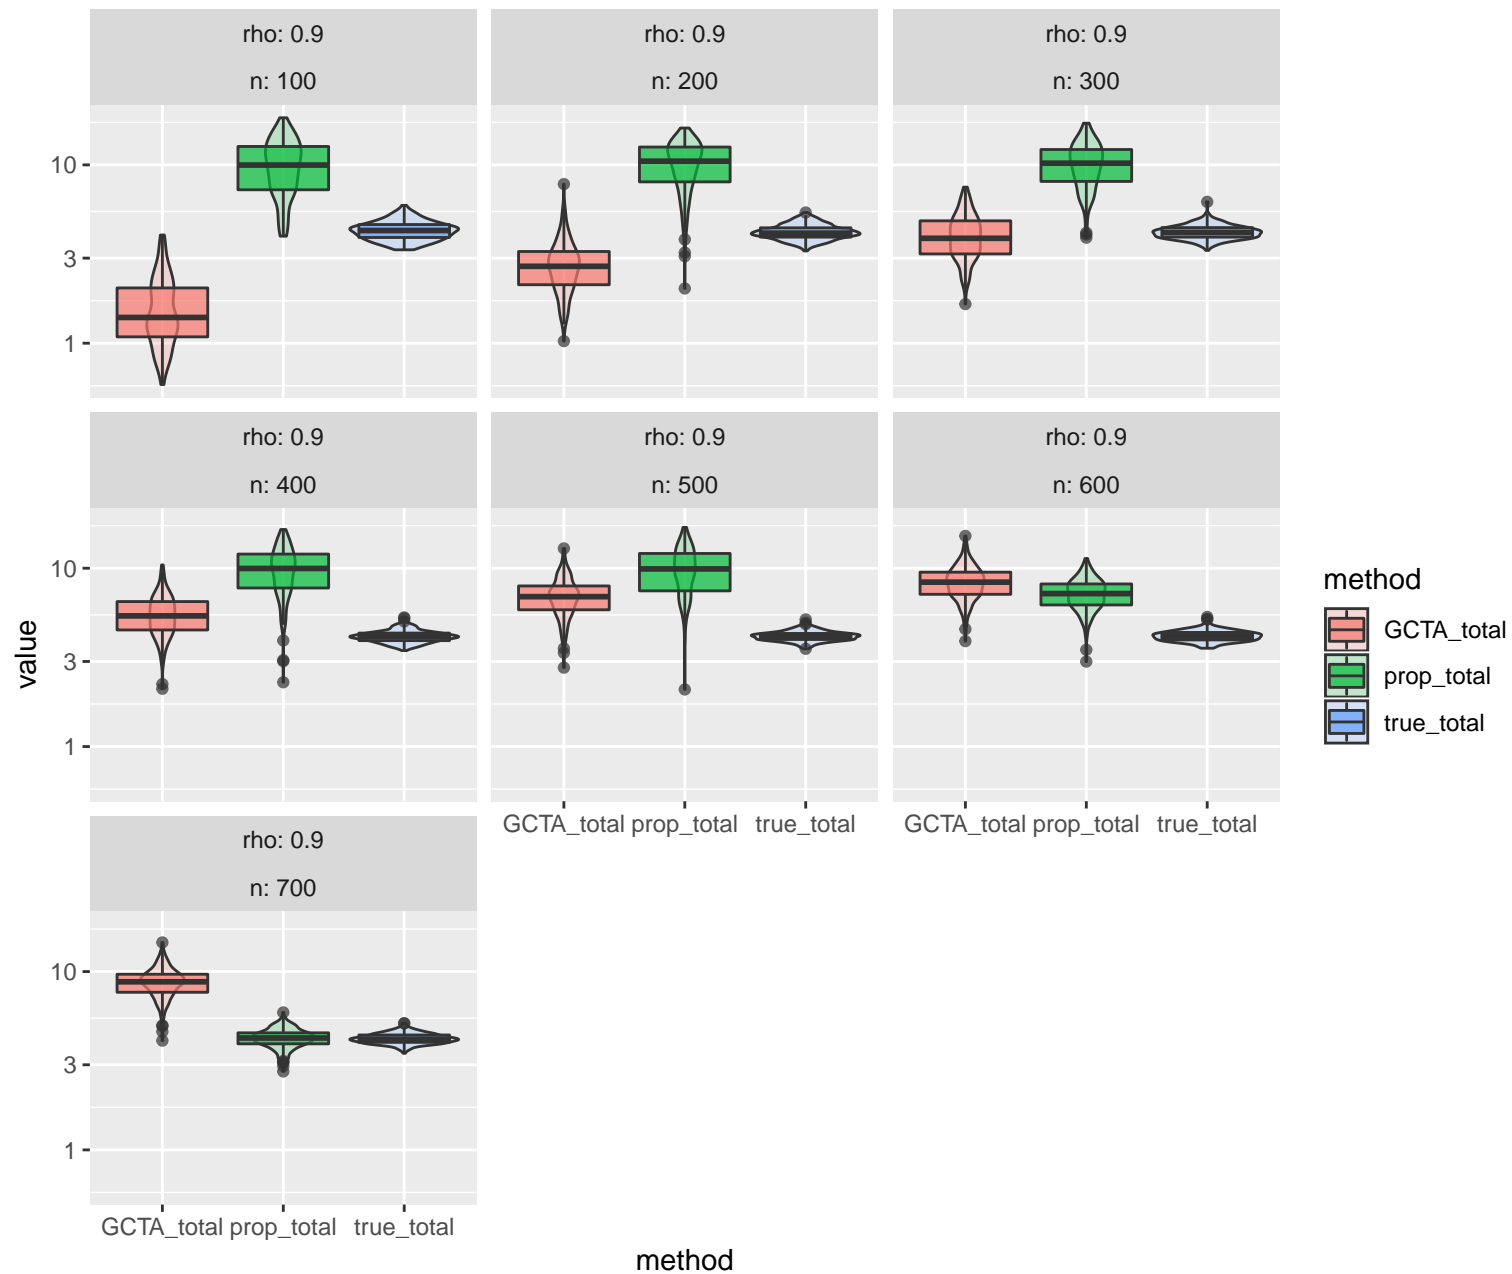 rho: 0.9
rho: 0.9
rho: 0.9
n: 100
n: 200
n: 300
10
3
1
rho: 0.9
rho: 0.9
rho: 0.9
n: 400
n: 500
n: 600
10
3
1
GCTA_total prop_total true_total
GCTA_total prop_total true_total
rho: 0.9
n: 700
10
3
1
GCTA_total prop_total true_total
value
method
method
GCTA_total
prop_total
true_total